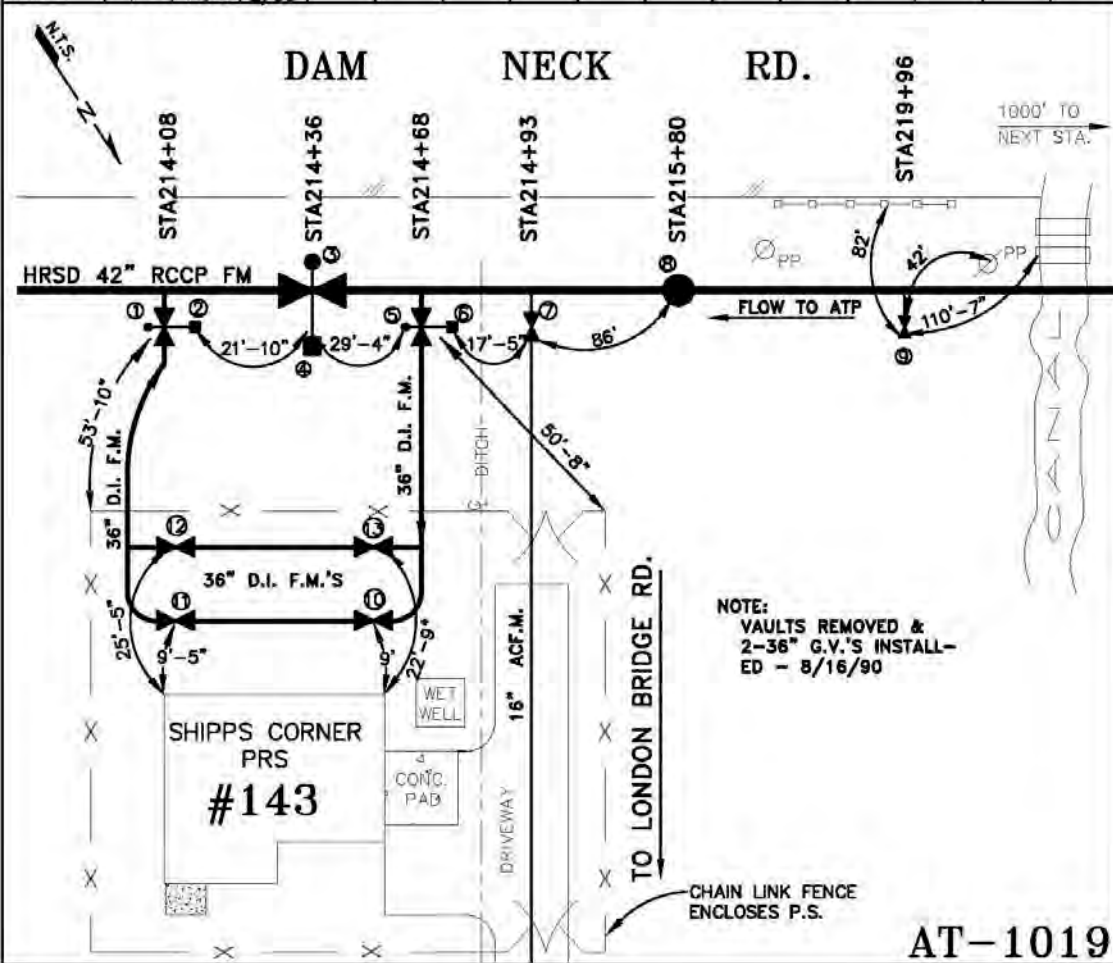 N.T.S.
N
DAM NECK RD.
STA214+08
STA214+36
STA214+68
STA214+93
STA215+80
STA219+96
1000' TO
NEXT STA.
HRSD 42" RCCP FM
FLOW TO ATP
PP
PP
82'
42'
110'-7"
CANAL
1
2
3
4
5
6
7
8
9
21'-10"
29'-4"
17'-5"
86'
53'-10"
36" D.I. F.M.
36" D.I. F.M.
50'-8"
℄ DITCH
12
13
36" D.I. F.M.'S
11
10
25'-5"
9'-5"
9'
22'-9"
16" ACF.M.
WET
WELL
SHIPPS CORNER
PRS
#143
CONC.
PAD
DRIVEWAY
TO LONDON BRIDGE RD.
NOTE:
VAULTS REMOVED &
2-36" G.V.'S INSTALL-
ED - 8/16/90
CHAIN LINK FENCE
ENCLOSES P.S.
AT-1019